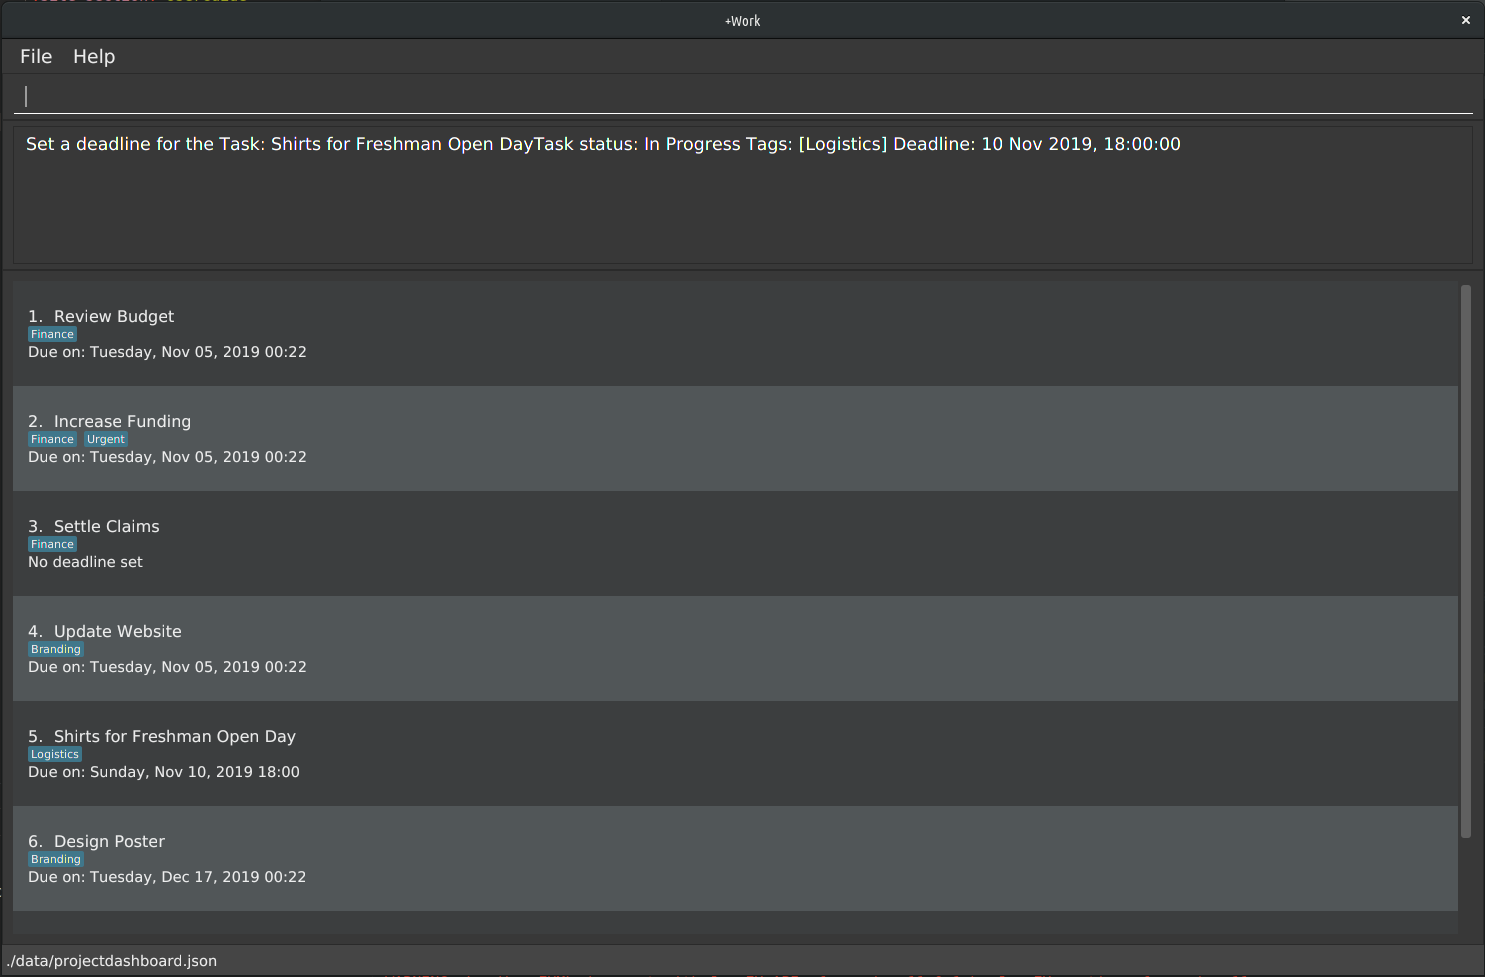 +Work
File Help
Set a deadline for the Task: Shirts for Freshman Open DayTask status: In Progress Tags: [Logistics] Deadline: 10 Nov 2019, 18:00:00
1. Review Budget
Finance
Due on: Tuesday, Nov 05, 2019 00:22
2. Increase Funding
Finance Urgent
Due on: Tuesday, Nov 05, 2019 00:22
3. Settle Claims
Finance
No deadline set
4. Update Website
Branding
Due on: Tuesday, Nov 05, 2019 00:22
5. Shirts for Freshman Open Day
Logistics
Due on: Sunday, Nov 10, 2019 18:00
6. Design Poster
Branding
Due on: Tuesday, Dec 17, 2019 00:22
./data/projectdashboard.json